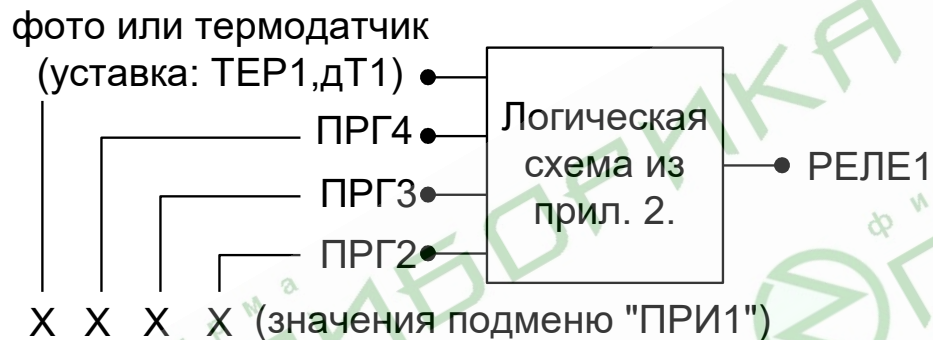 фото или термодатчик
(уставка: ТЕР1,дТ1)
ПРГ4
ПРГ3
ПРГ2
Логическая
схема из
прил. 2.
РЕЛЕ1
Х Х Х Х (значения подменю "ПРИ1")